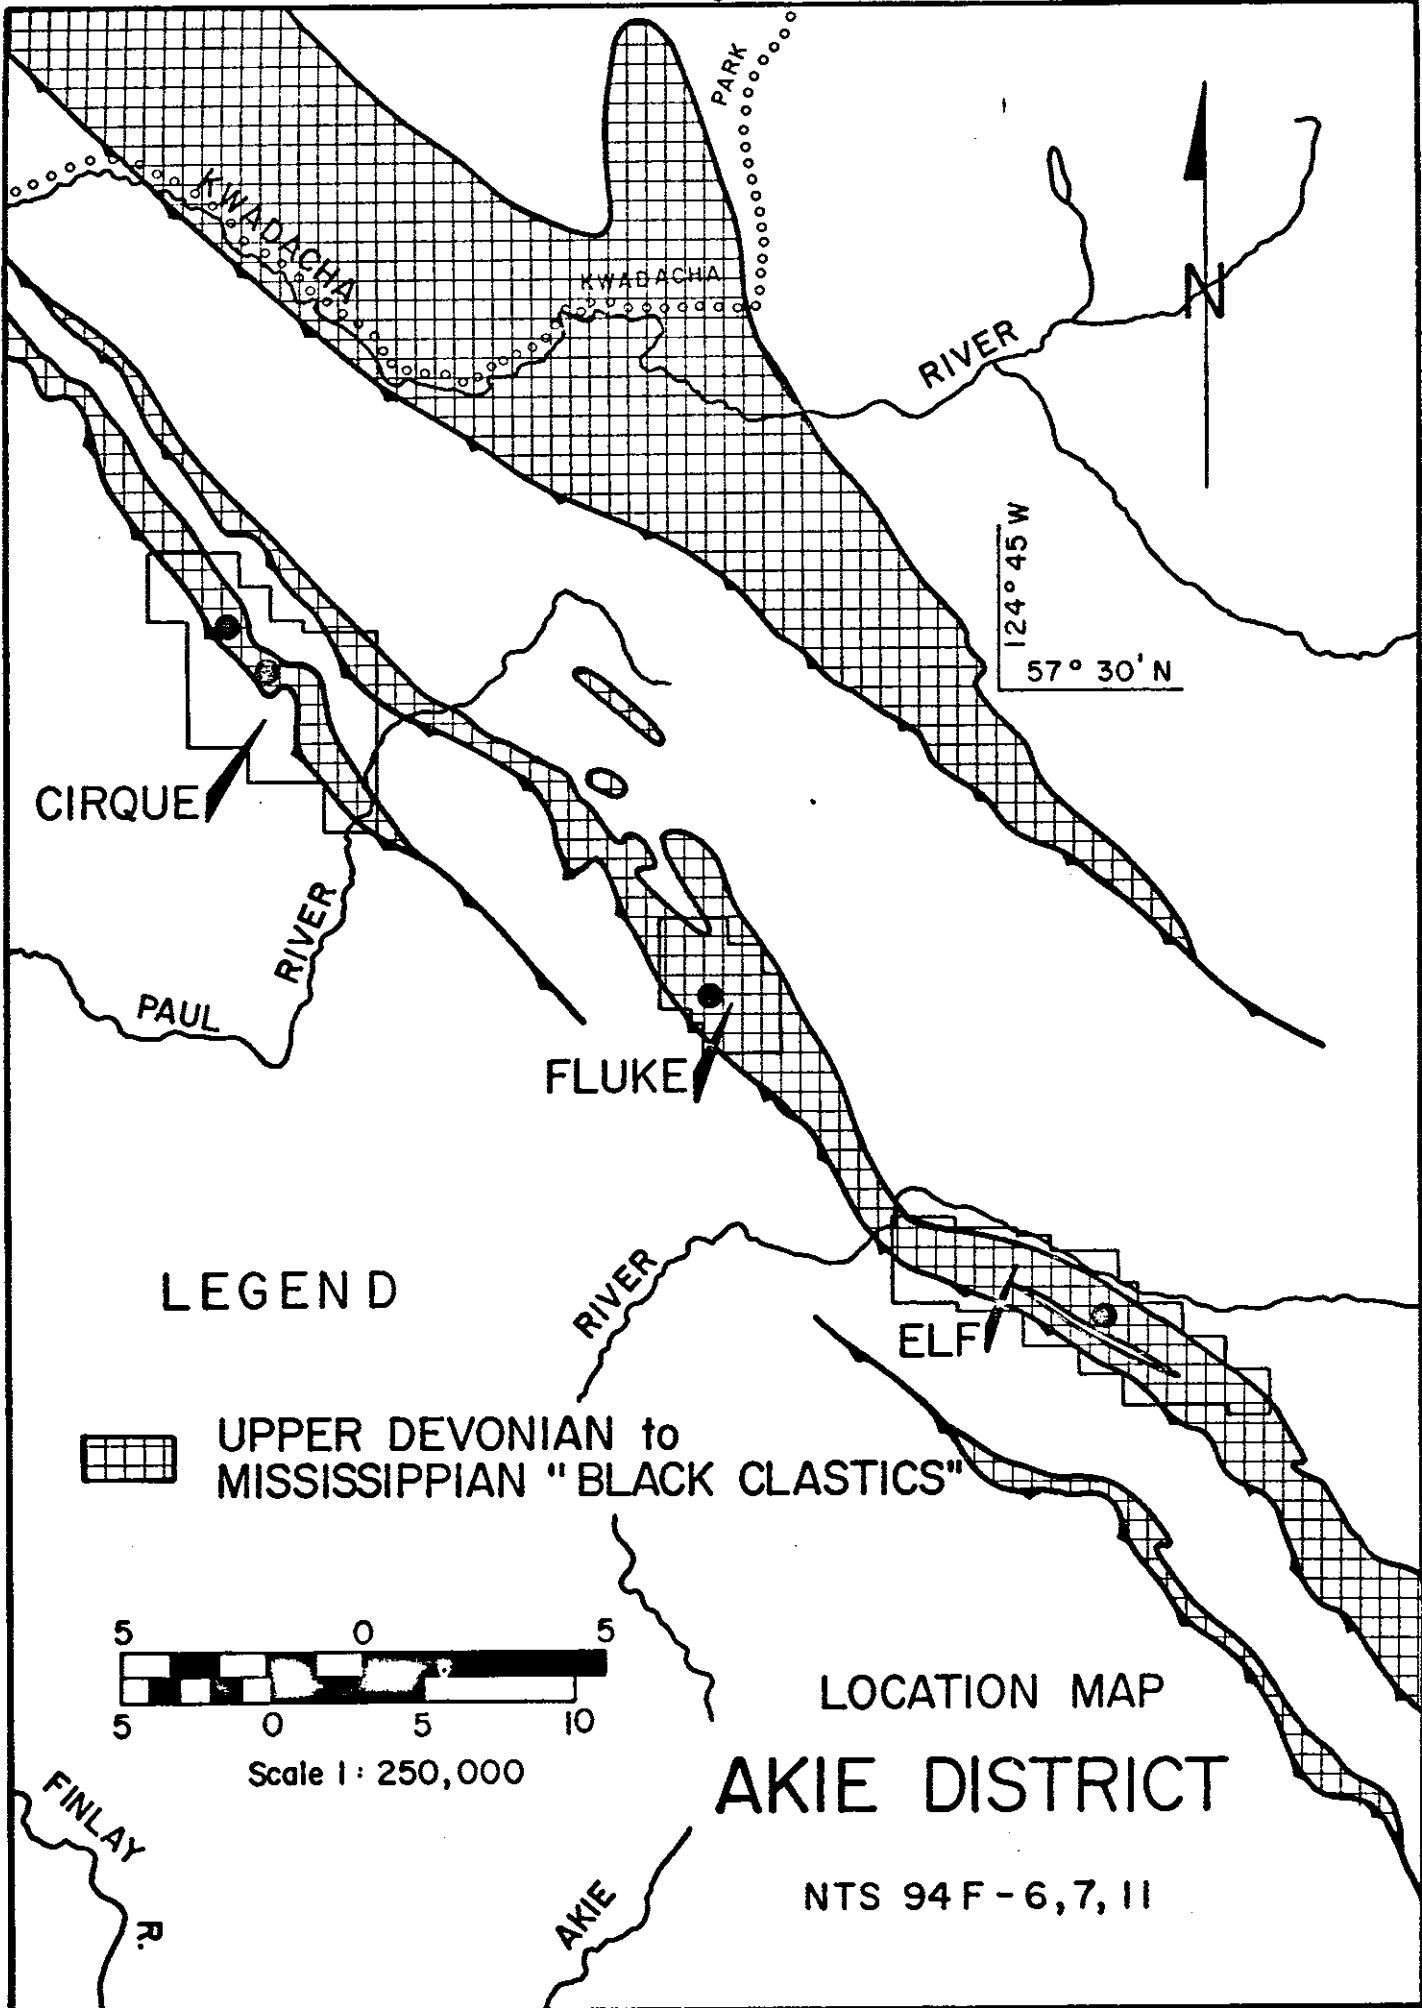 PARK
KWADACHA
KWADACHA
RIVER
N
124° 45' W
57° 30' N
CIRQUE
RIVER
PAUL
FLUKE
RIVER
ELF
LEGEND
UPPER DEVONIAN to
MISSISSIPPIAN "BLACK CLASTICS"
5 0 5
5 0 5 10
Scale 1 : 250,000
LOCATION MAP
AKIE DISTRICT
NTS 94 F - 6, 7, 11
FINLAY
R.
AKIE